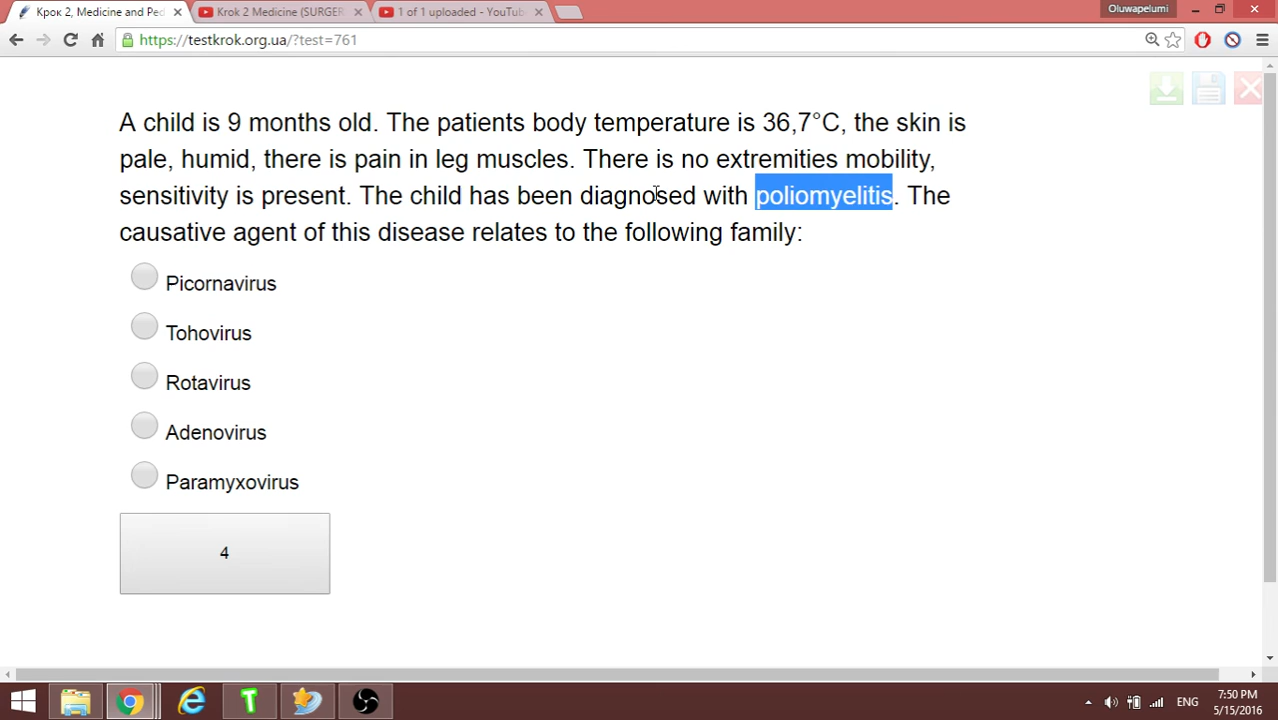 Oluwapelumi
Крок 2, Medicine and Ped
Krok 2 Medicine (SURGER
1 of 1 uploaded - YouTub
https://testkrok.org.ua/?test=761
A child is 9 months old. The patients body temperature is 36,7°C, the skin is
pale, humid, there is pain in leg muscles. There is no extremities mobility,
sensitivity is present. The child has been diagnosed with poliomyelitis. The
causative agent of this disease relates to the following family:
Picornavirus
Tohovirus
Rotavirus
Adenovirus
Paramyxovirus
4
ENG
7:50 PM
5/15/2016